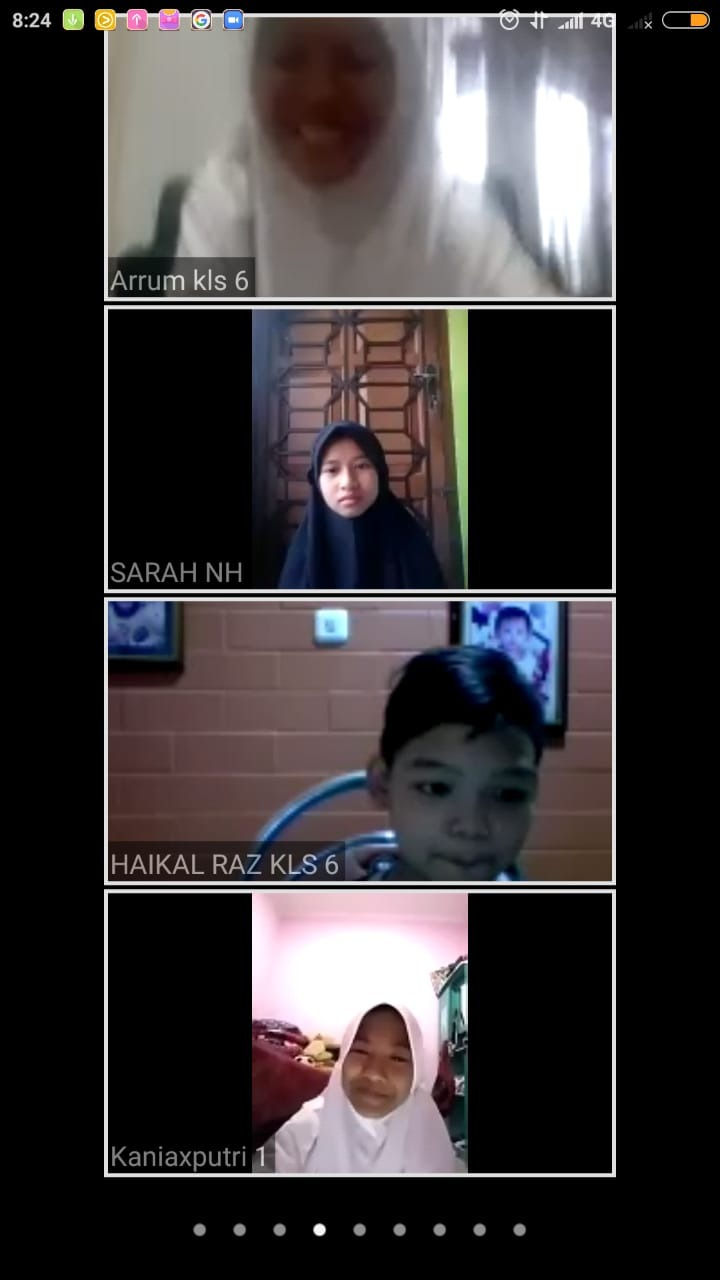 8:24
4G
Arrum kls 6
SARAH NH
HAIKAL RAZ KLS 6
Kaniaxputri 1